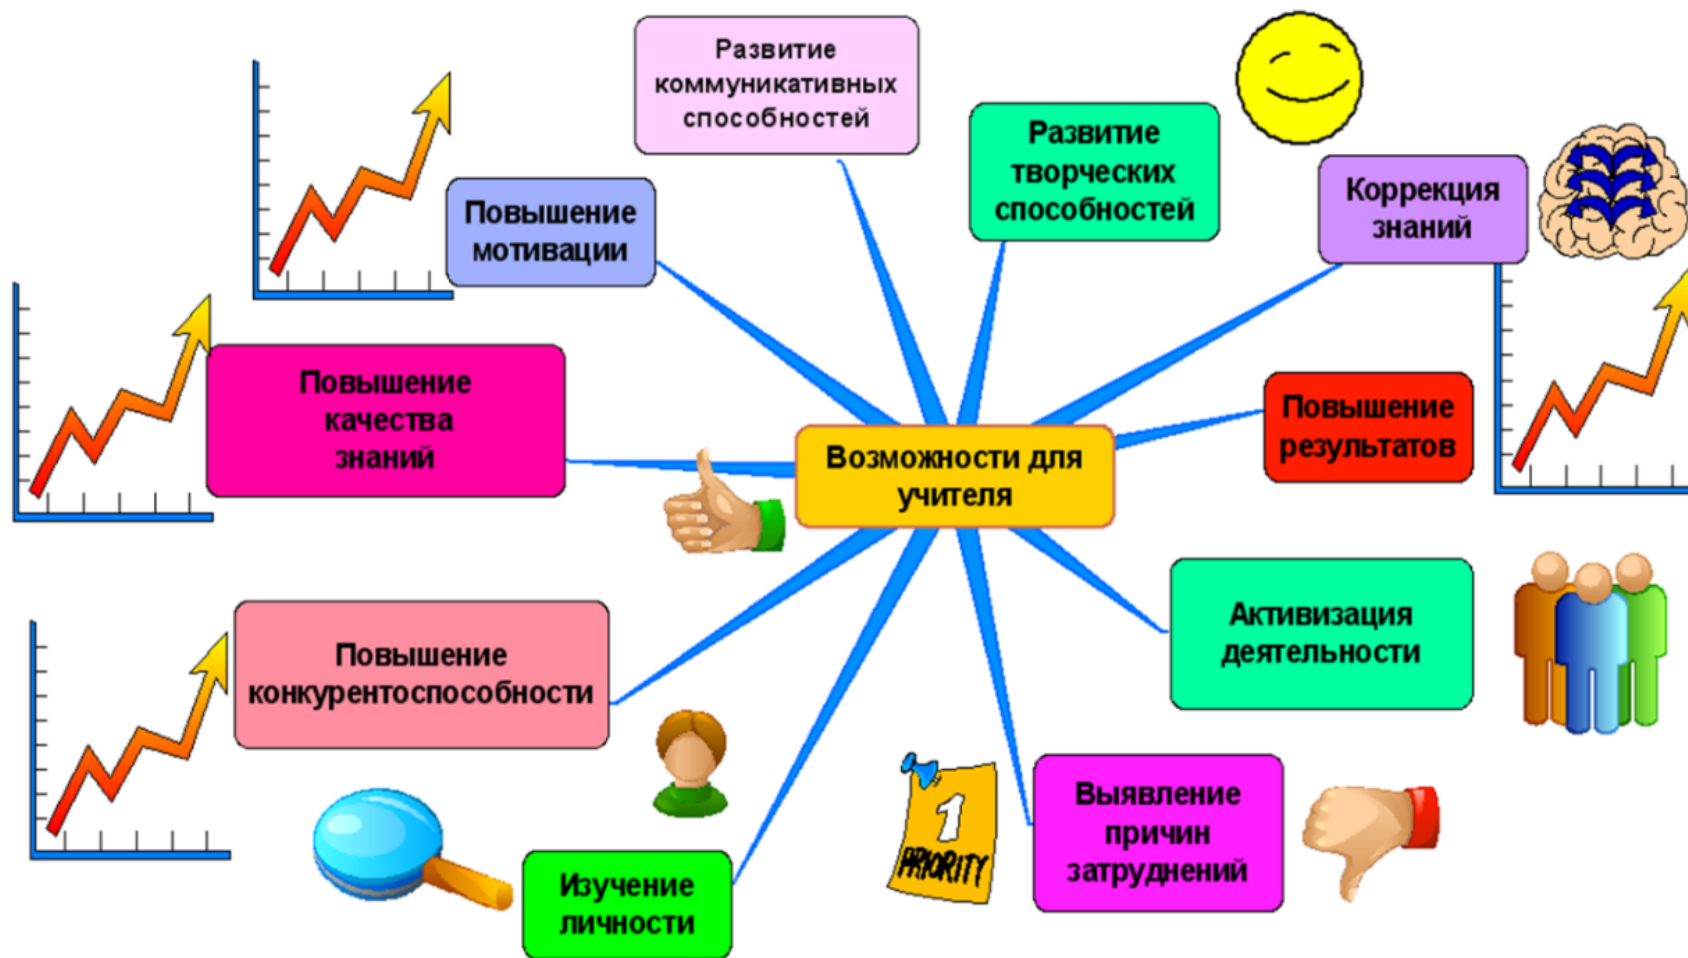 Развитие
коммуникативных
способностей
Развитие
творческих
способностей
Коррекция
знаний
Повышение
мотивации
Повышение
качества
знаний
Возможности для
учителя
Повышение
результатов
Активизация
деятельности
Повышение
конкурентоспособности
Выявление
причин
затруднений
1
PRIORITY
Изучение
личности